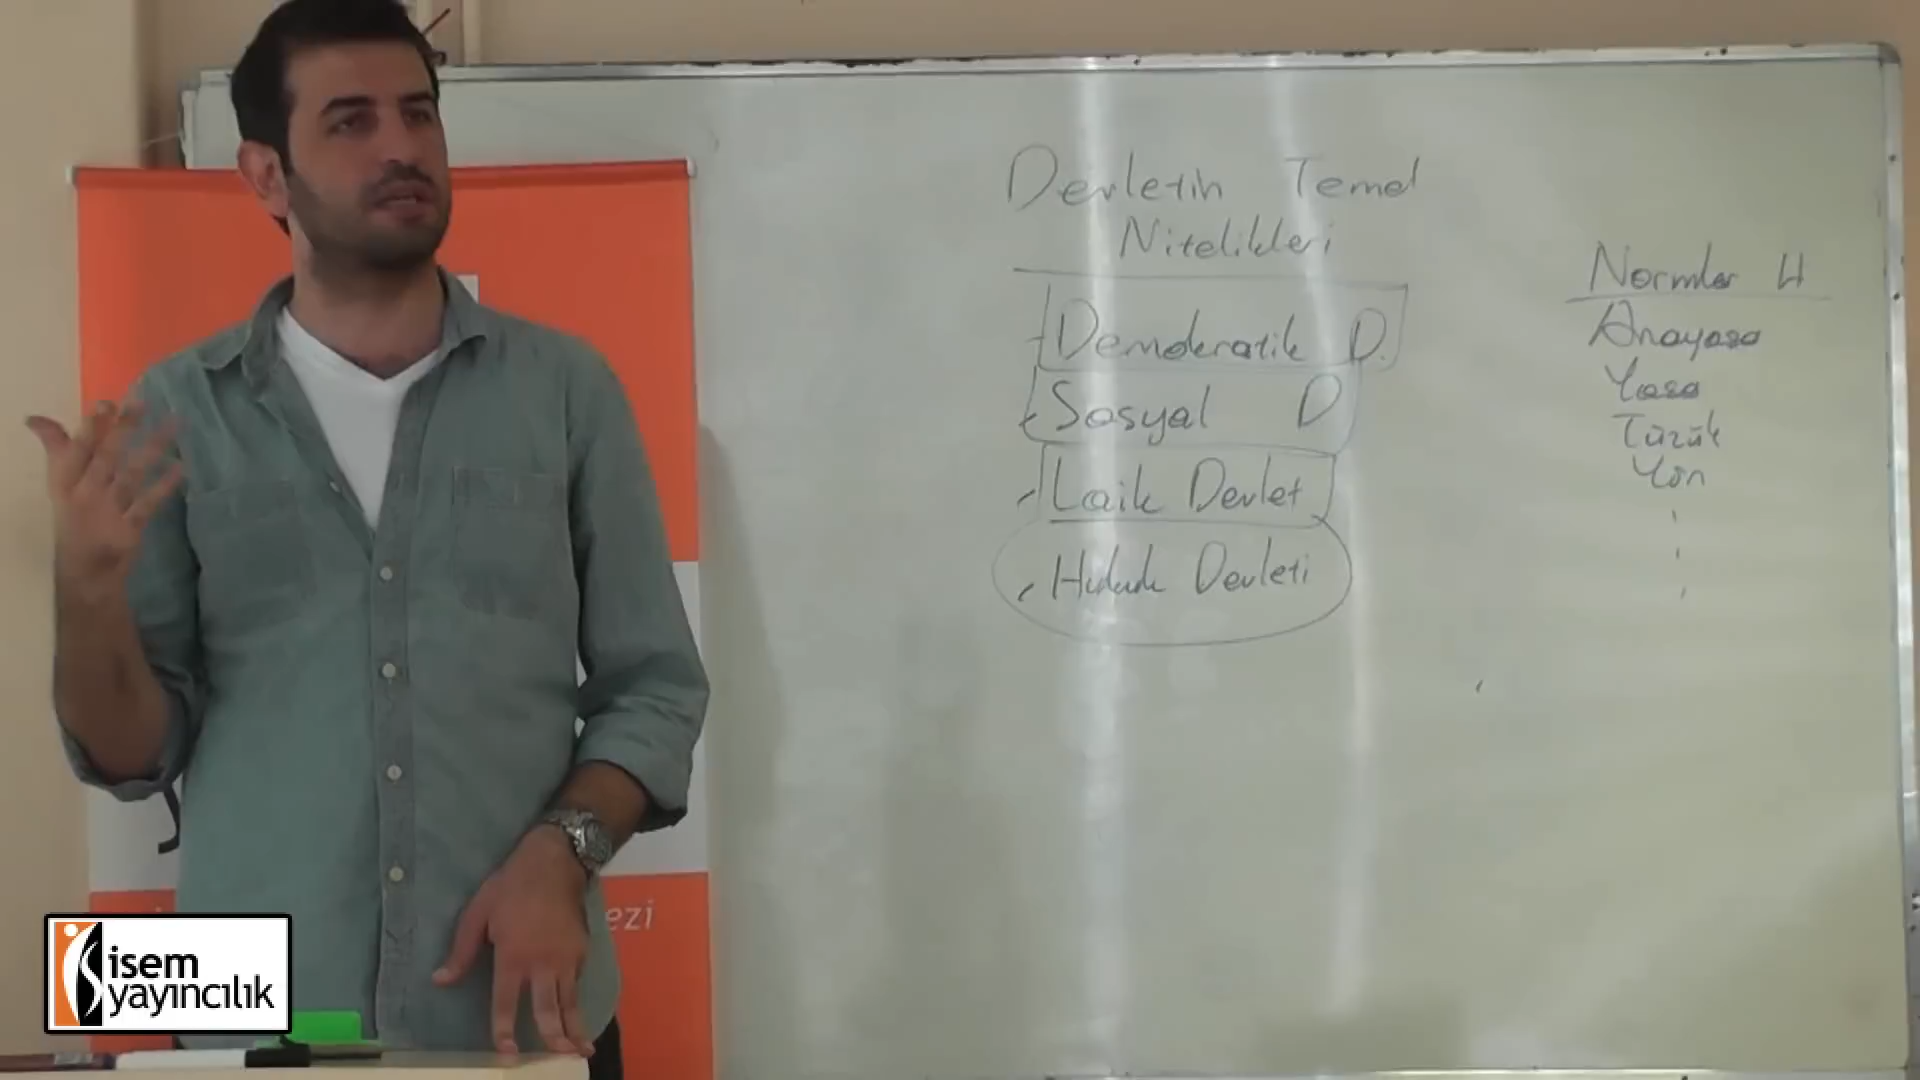 Devletin Temel
Nitelikleri
Demokratik D.
Sosyal D
Laik Devlet
Hukuk Devleti
Normlar H
Anayasa
Yasa
Tüzük
Yön
ezi
isem
yayıncılık